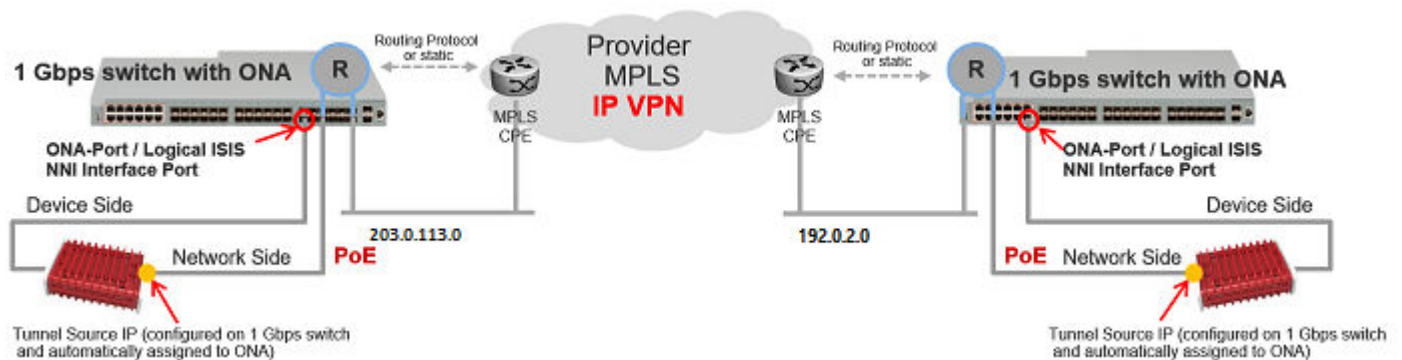 1 Gbps switch with ONA
R
Routing Protocol
or static
MPLS
CPE
Provider
MPLS
IP VPN
MPLS
CPE
Routing Protocol
or static
R
1 Gbps switch with ONA
ONA-Port / Logical ISIS
NNI Interface Port
ONA-Port / Logical ISIS
NNI Interface Port
Device Side
Device Side
203.0.113.0
192.0.2.0
Network Side
PoE
PoE
Network Side
Tunnel Source IP (configured on 1 Gbps switch
and automatically assigned to ONA)
Tunnel Source IP (configured on 1 Gbps switch
and automatically assigned to ONA)